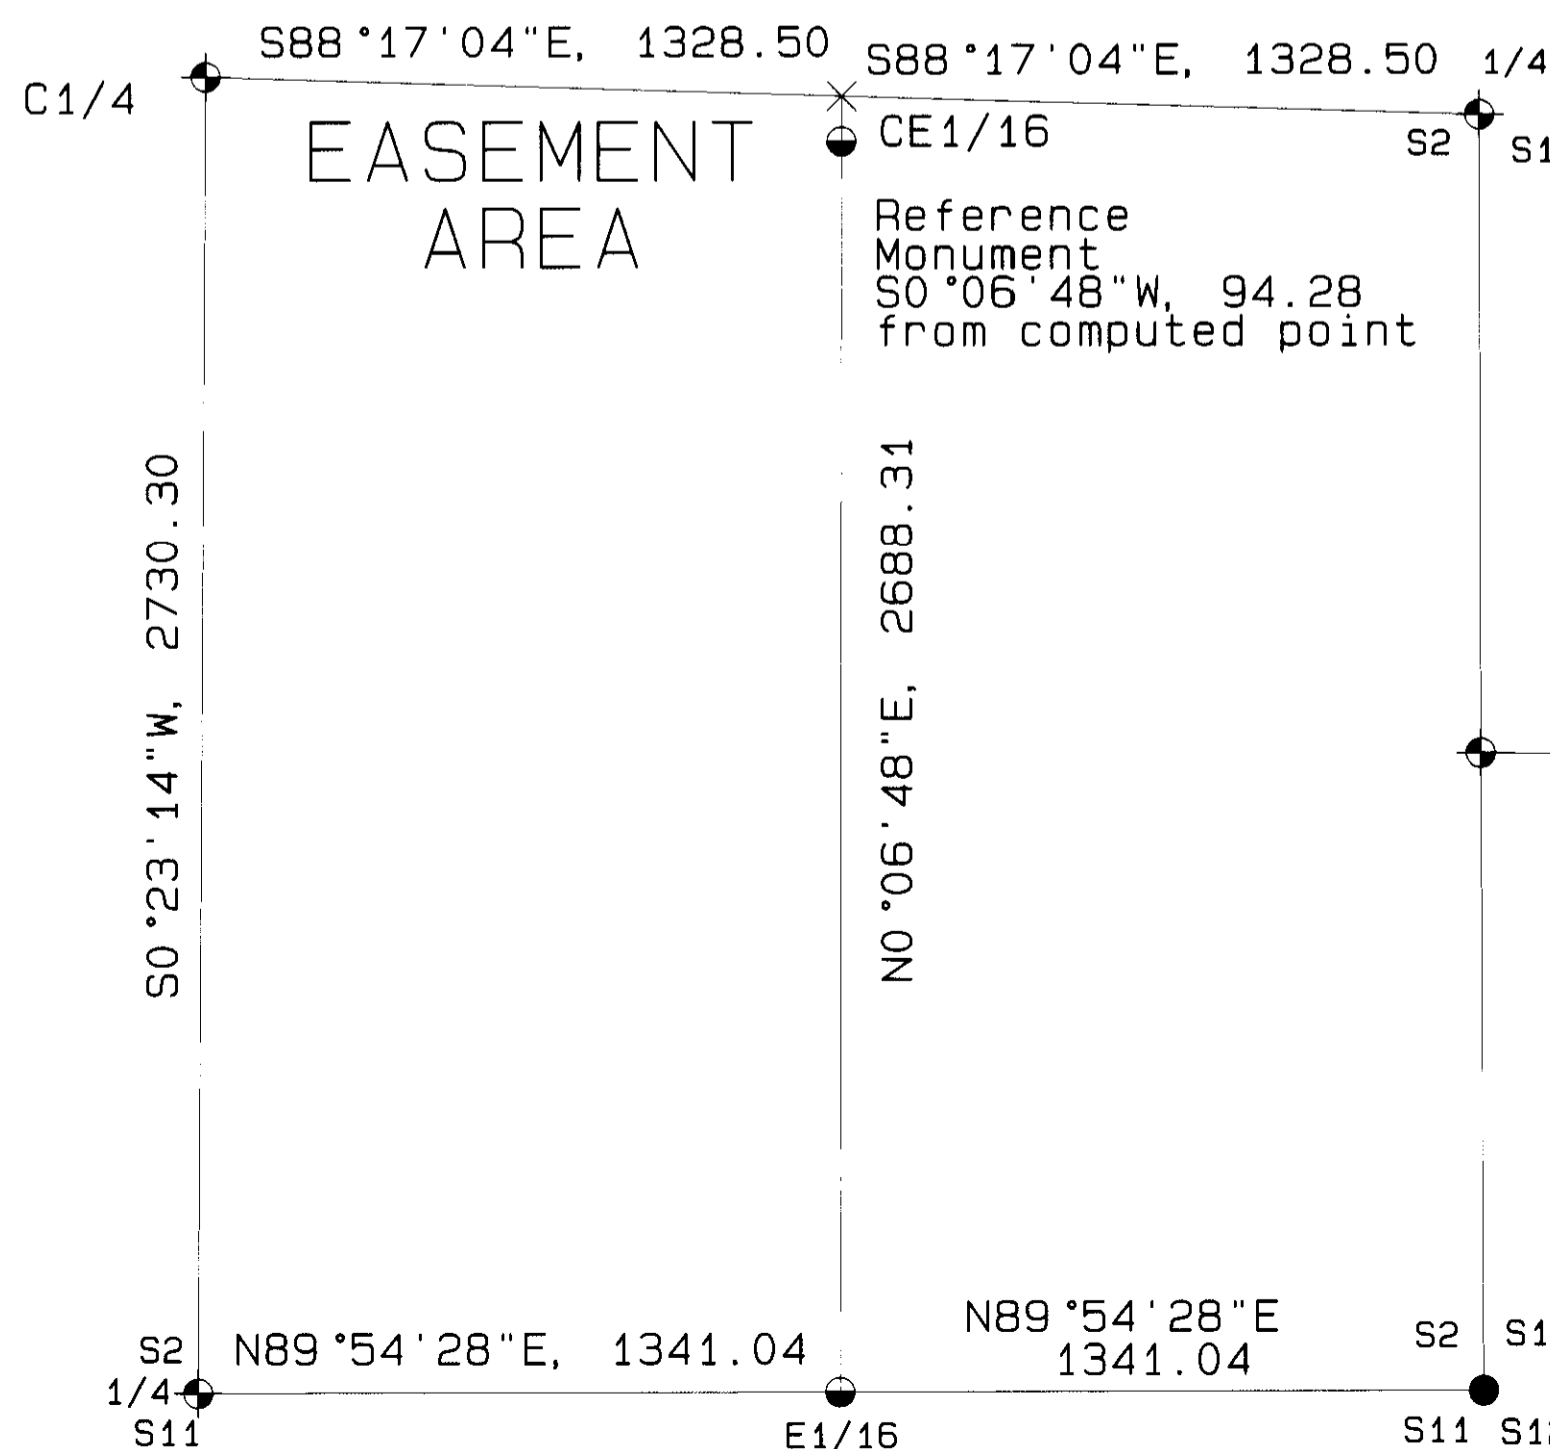 S88°17'04"E, 1328.50
S88°17'04"E, 1328.50
1/4
C1/4
EASEMENT
AREA
CE1/16
S2
Reference
Monument
S0°06'48"W, 94.28
from computed point
S0°23'14"W, 2730.30
N0°06'48"E, 2688.31
S2
N89°54'28"E, 1341.04
N89°54'28"E
1341.04
S2
1/4
S11
E1/16
S11